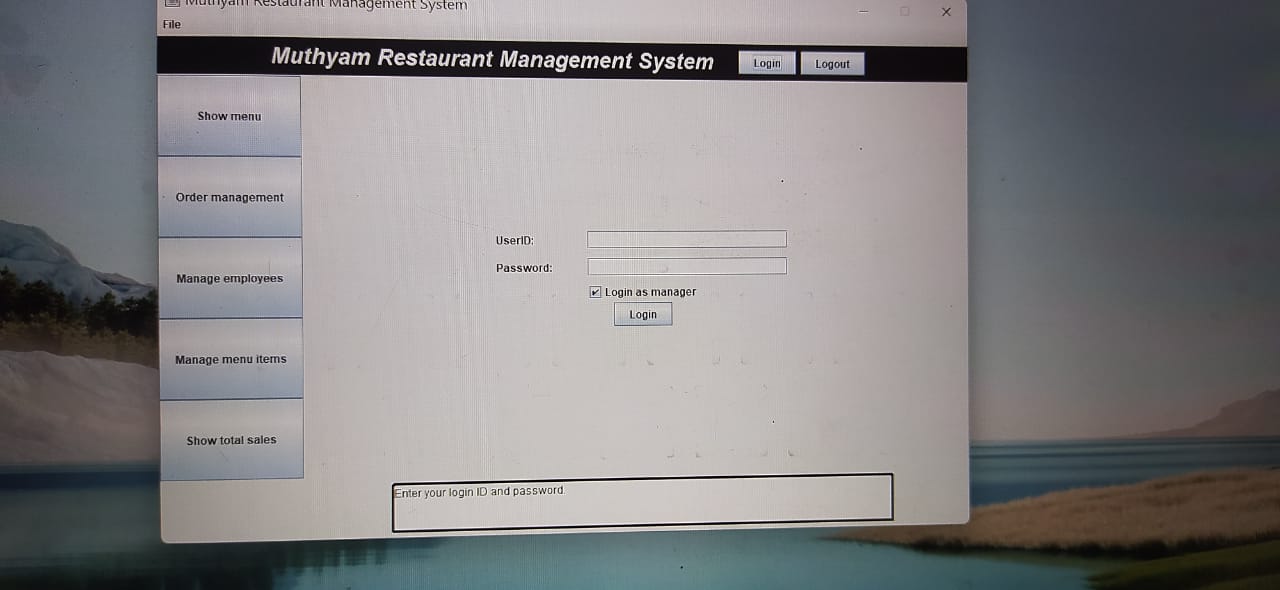 Muthyam Restaurant Management System
File
Muthyam Restaurant Management System
Login
Logout
Show menu
Order management
Manage employees
Manage menu items
Show total sales
UserID:
Password:
Login as manager
Login
Enter your login ID and password.